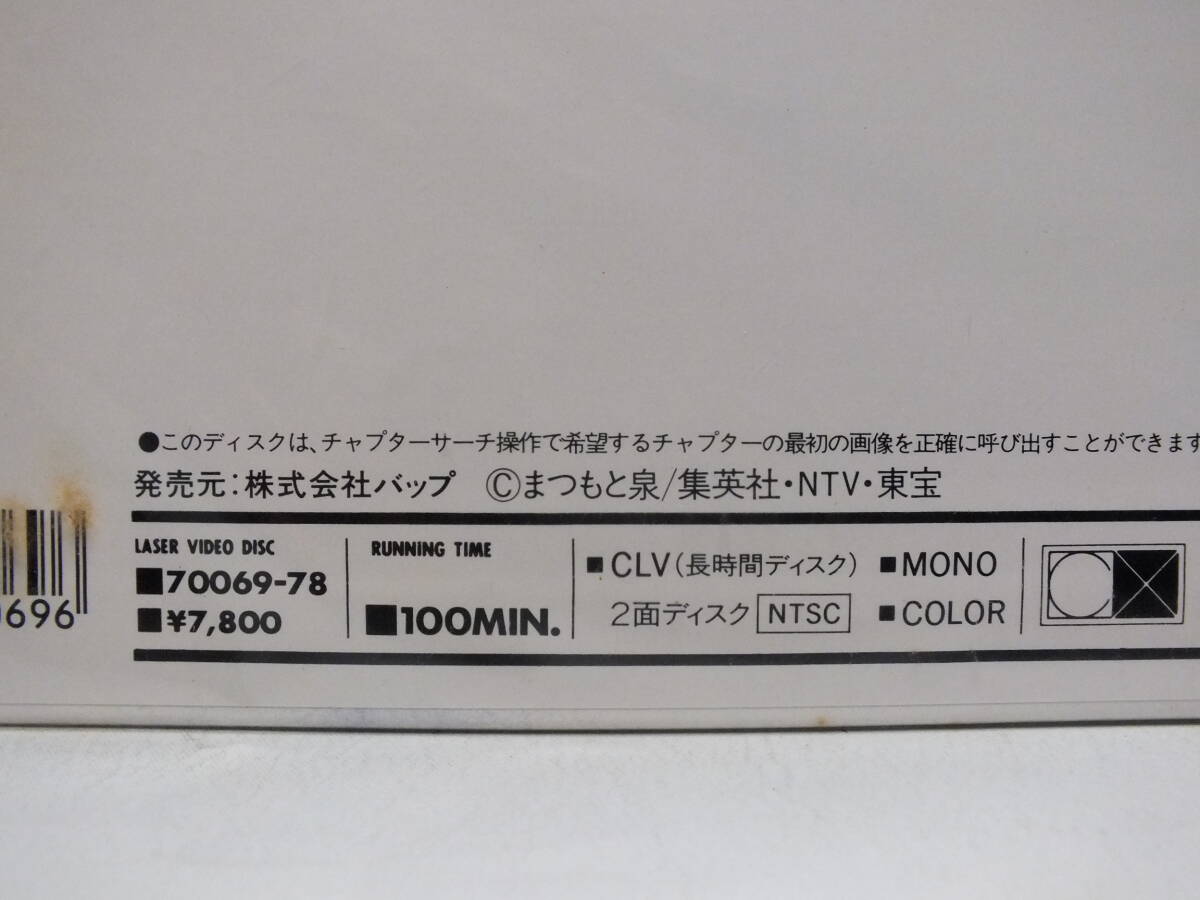 ●このディスクは、チャプターサーチ操作で希望するチャプターの最初の画像を正確に呼び出すことができます
発売元:株式会社バップ ©まつもと泉/集英社・NTV・東宝
LASER VIDEO DISC
■70069-78
■¥7,800
RUNNING TIME
■100MIN.
■CLV(長時間ディスク)
2面ディスク NTSC
■MONO
■COLOR
696